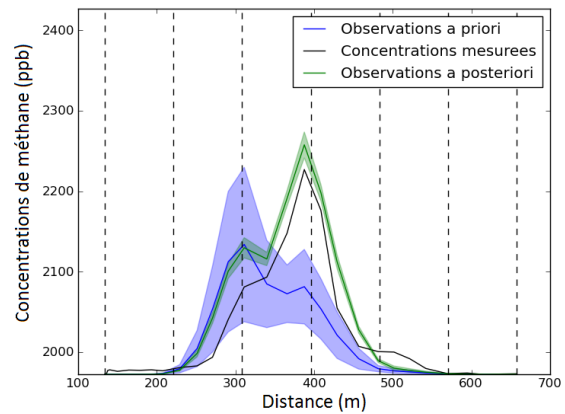 Observations a priori
Concentrations mesurees
Observations a posteriori
Concentrations de méthane (ppb)
2400
2300
2200
2100
2000
100
200
300
400
500
600
700
Distance (m)